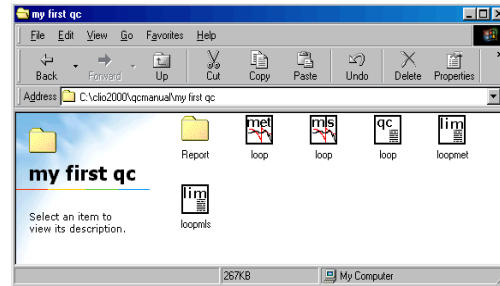 my first qc
File Edit View Go Favorites Help
Back Forward Up Cut Copy Paste Undo Delete Properties
Address C:\clio2000\qcmanual\my first qc
met mls qc lim
Report loop loop loop loopmet
my first qc
lim
Select an item to
view its description.
loopmls
267KB My Computer